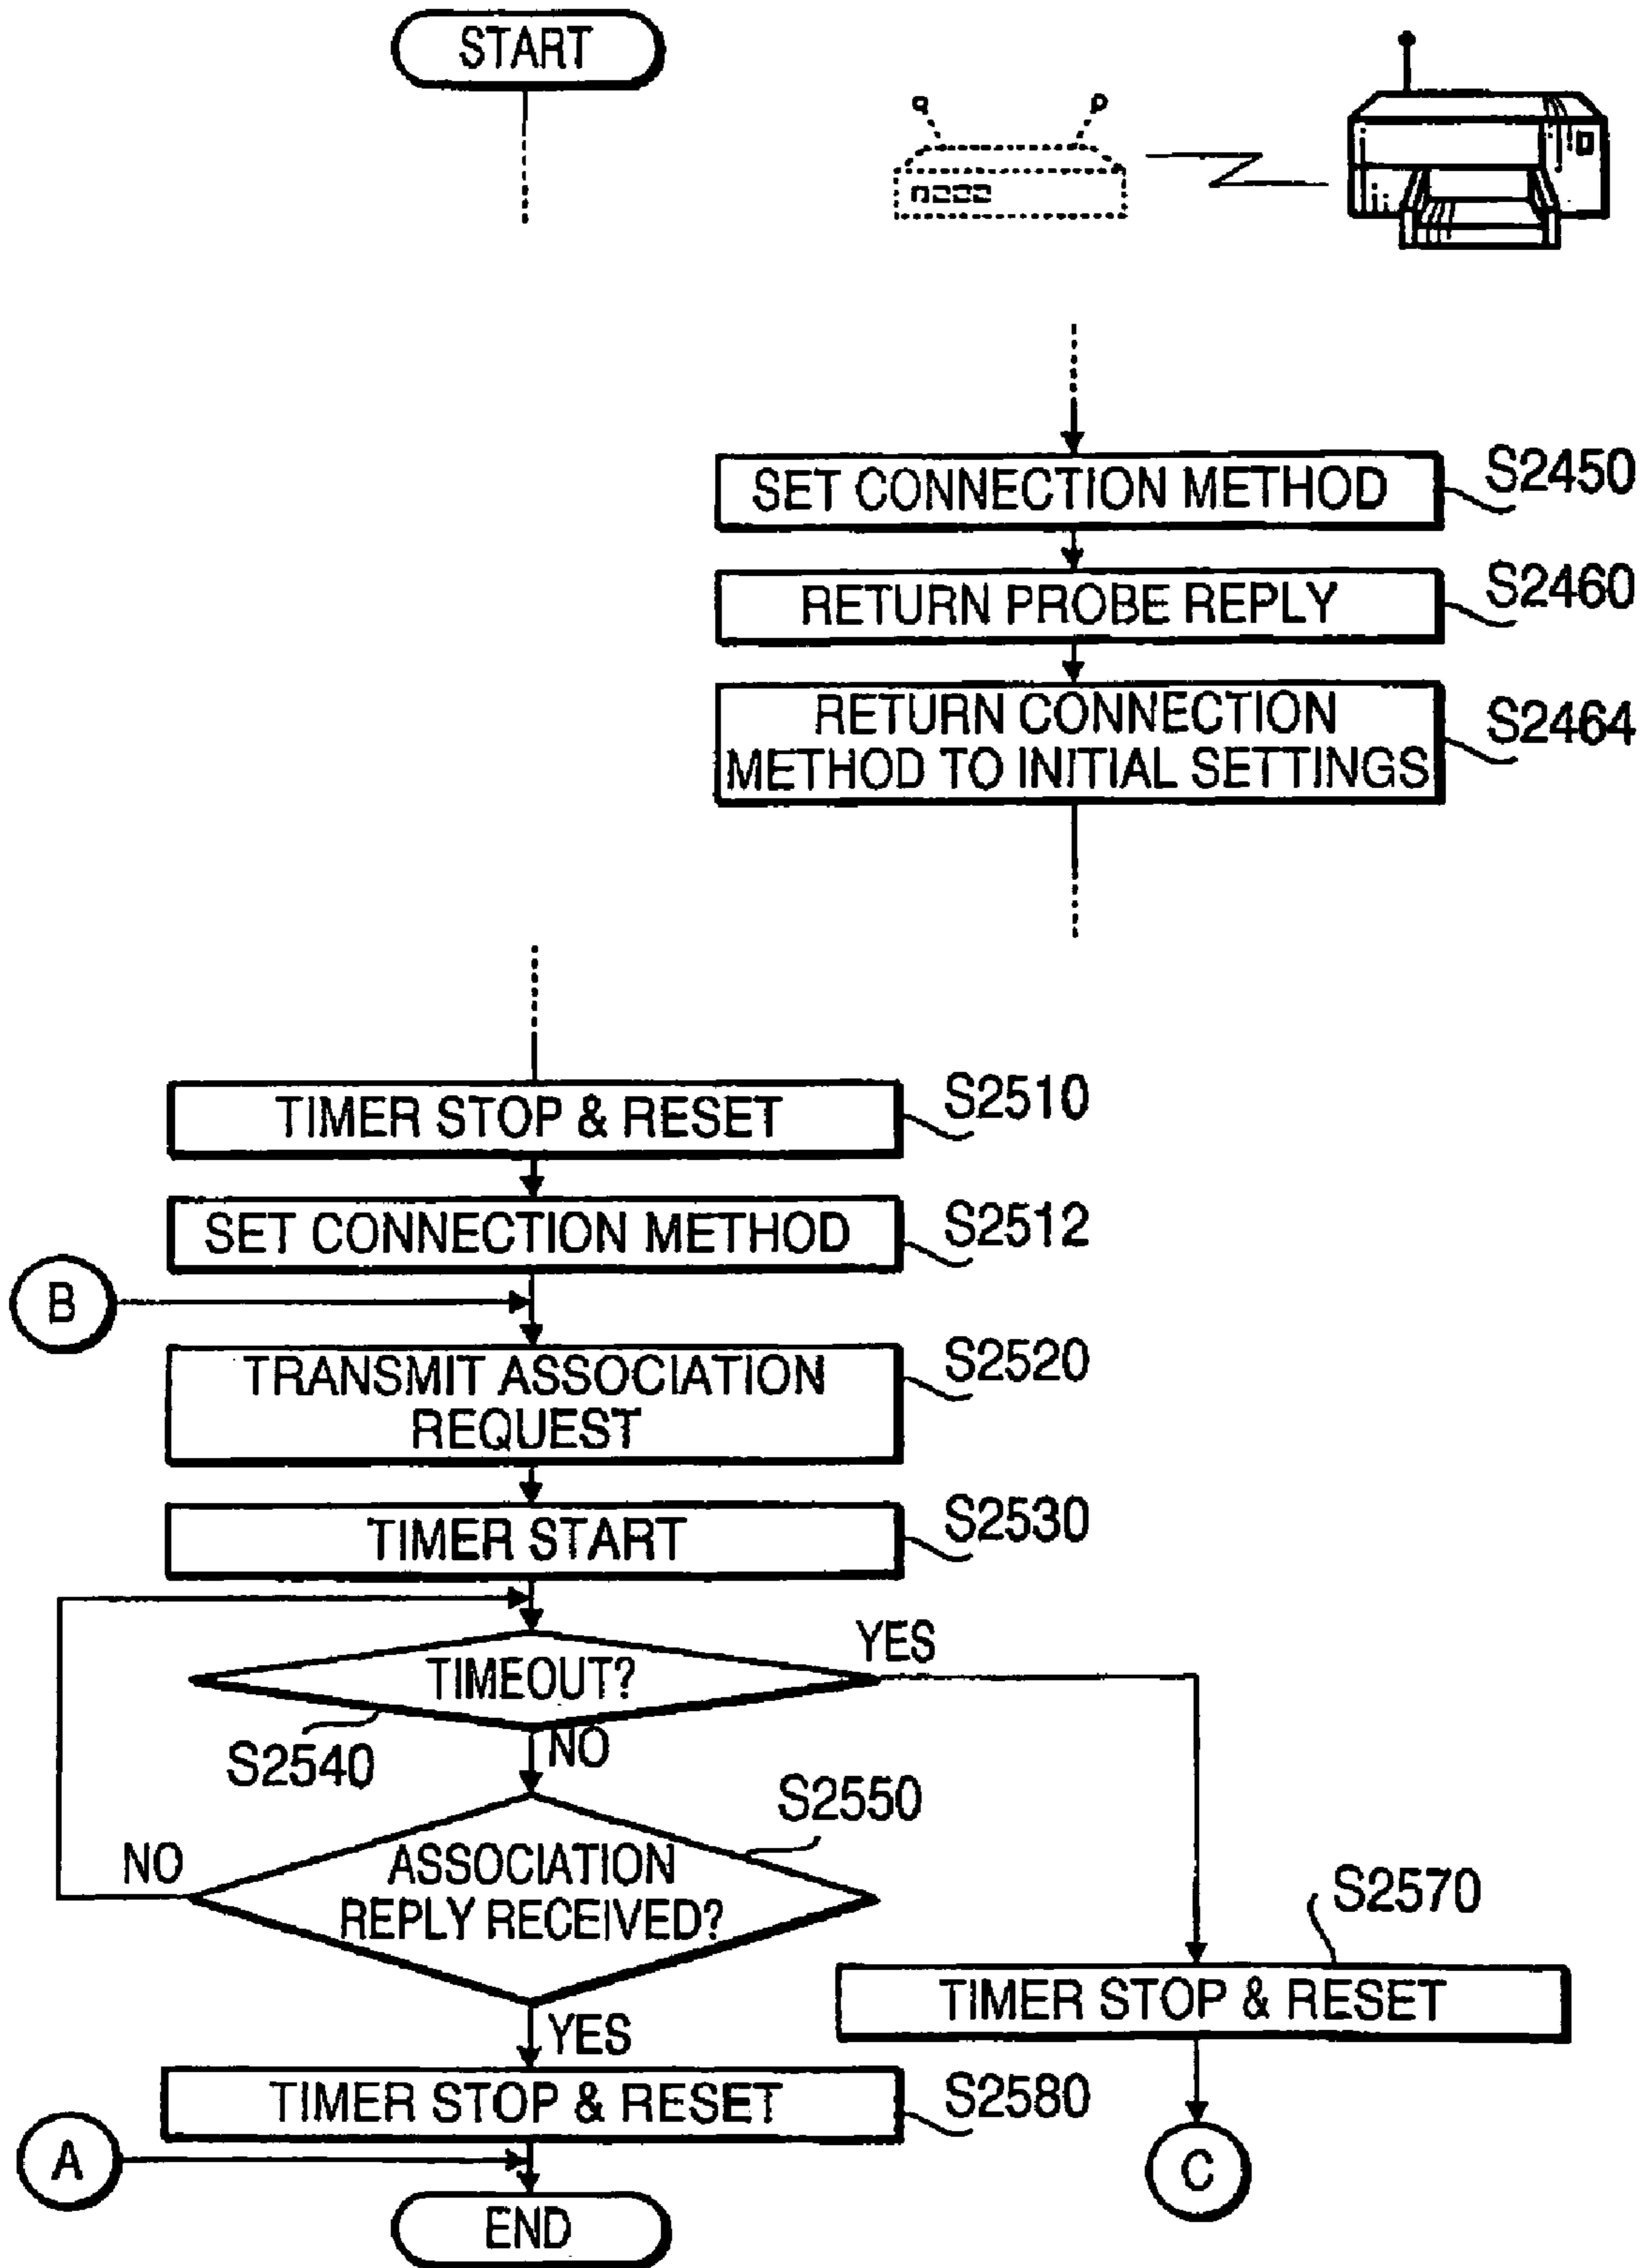 START
SET CONNECTION METHOD
S2450
RETURN PROBE REPLY
S2460
RETURN CONNECTION
METHOD TO INITIAL SETTINGS
S2464
TIMER STOP & RESET
S2510
SET CONNECTION METHOD
S2512
B
TRANSMIT ASSOCIATION
REQUEST
S2520
TIMER START
S2530
TIMEOUT?
YES
S2540
NO
S2550
NO
ASSOCIATION
REPLY RECEIVED?
S2570
TIMER STOP & RESET
YES
TIMER STOP & RESET
S2580
A
C
END